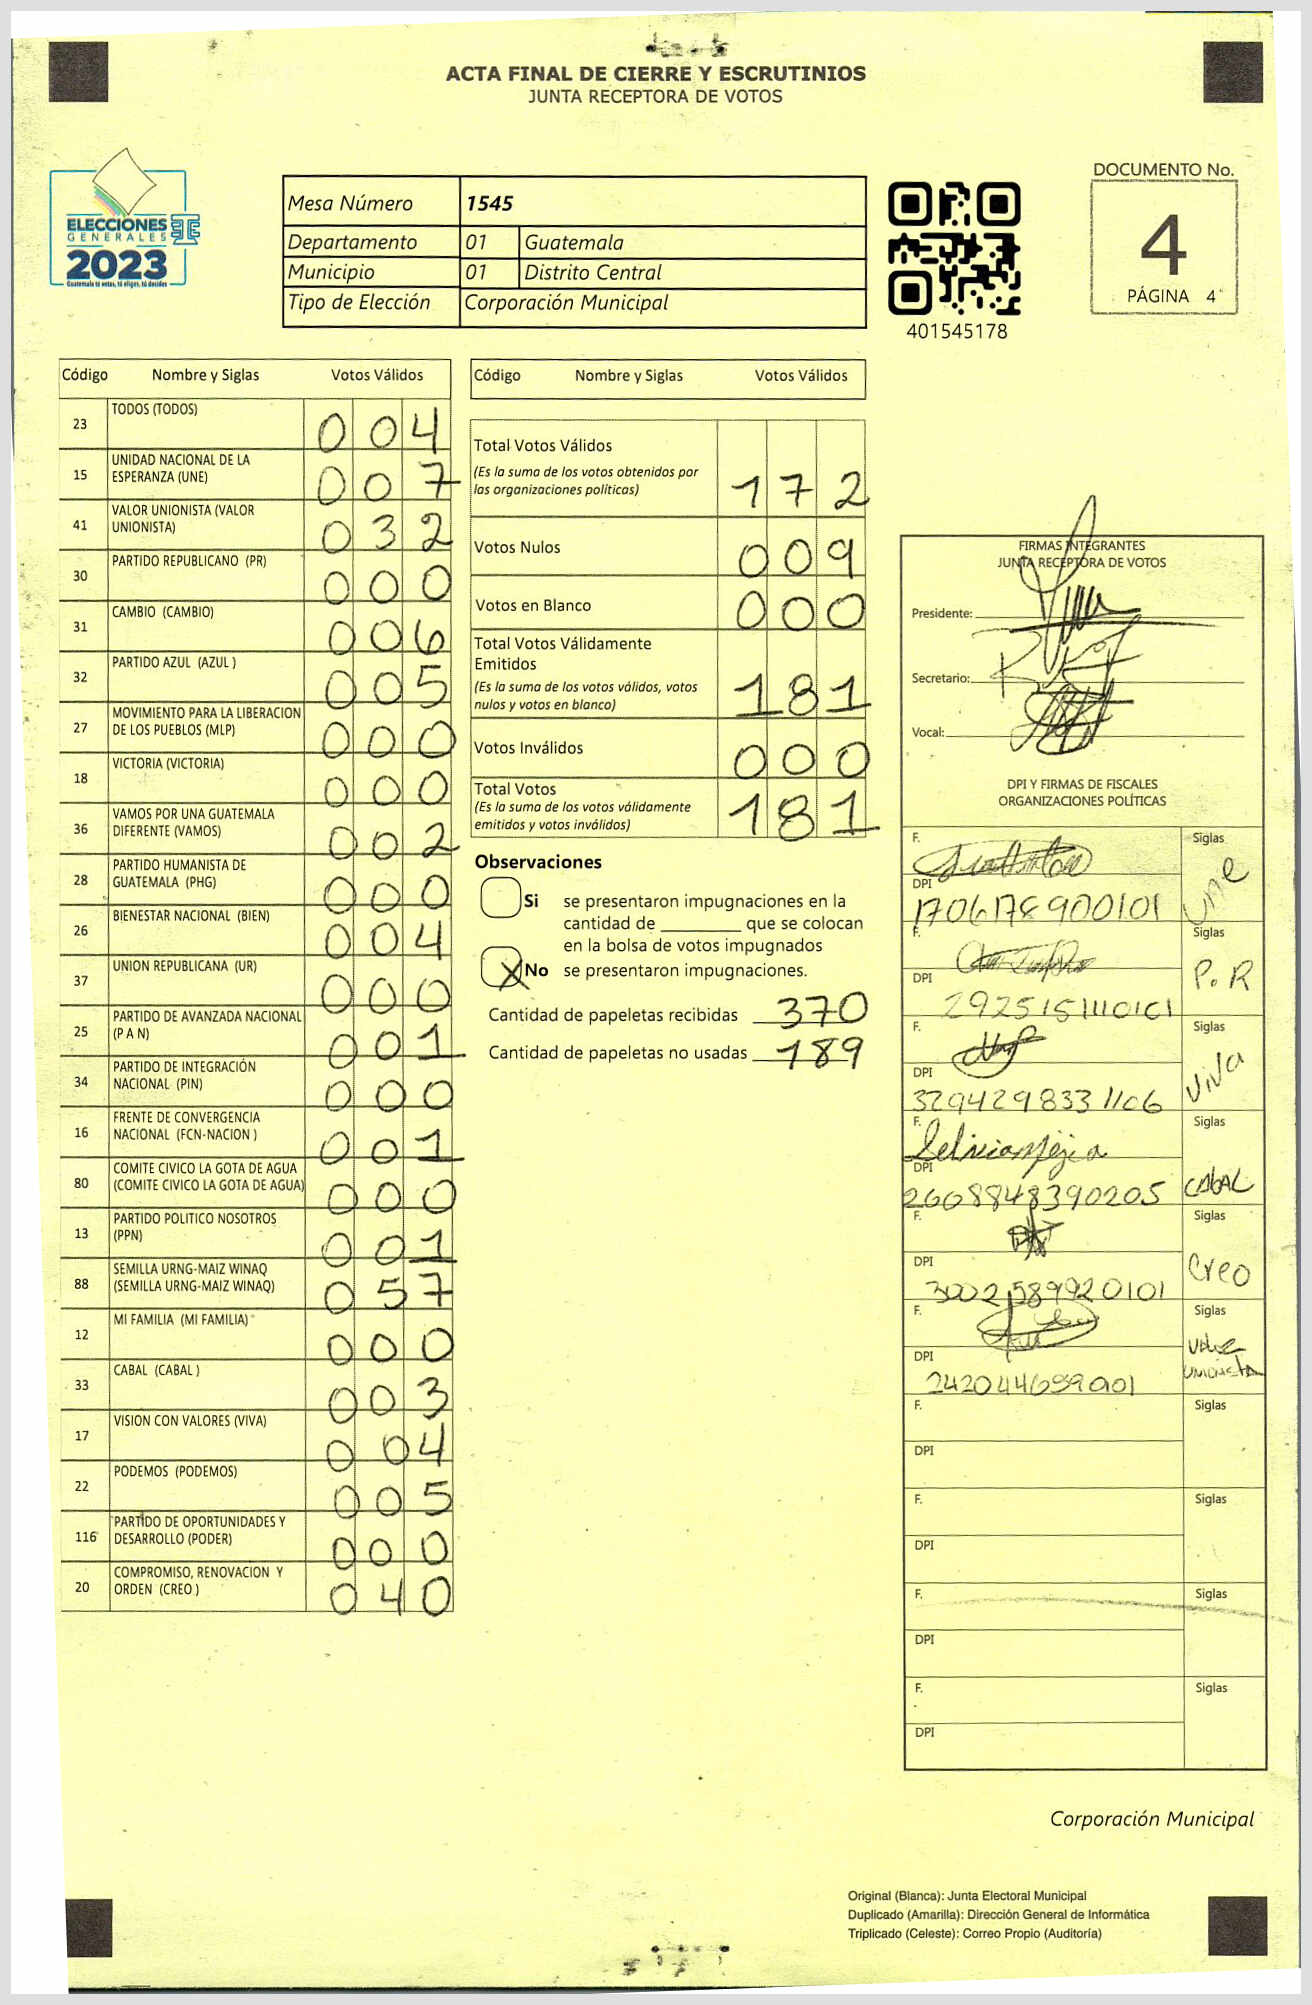 ACTA FINAL DE CIERRE Y ESCRUTINIOS
JUNTA RECEPTORA DE VOTOS
ELECCIONES
GENERALES
2023
Guatemala tú votas, tú eliges, tú decides
Mesa Número 1545
Departamento 01 Guatemala
Municipio 01 Distrito Central
Tipo de Elección Corporación Municipal
401545178
DOCUMENTO No.
4
PÁGINA 4
Código Nombre y Siglas Votos Válidos
23 TODOS (TODOS) 004
15 UNIDAD NACIONAL DE LA
ESPERANZA (UNE) 007
41 VALOR UNIONISTA (VALOR
UNIONISTA) 032
30 PARTIDO REPUBLICANO (PR) 000
31 CAMBIO (CAMBIO) 006
32 PARTIDO AZUL (AZUL ) 005
27 MOVIMIENTO PARA LA LIBERACION
DE LOS PUEBLOS (MLP) 000
18 VICTORIA (VICTORIA) 000
36 VAMOS POR UNA GUATEMALA
DIFERENTE (VAMOS) 002
28 PARTIDO HUMANISTA DE
GUATEMALA (PHG) 000
26 BIENESTAR NACIONAL (BIEN) 004
37 UNION REPUBLICANA (UR) 000
25 PARTIDO DE AVANZADA NACIONAL
(P A N) 001
34 PARTIDO DE INTEGRACIÓN
NACIONAL (PIN) 000
16 FRENTE DE CONVERGENCIA
NACIONAL (FCN-NACION ) 001
80 COMITE CIVICO LA GOTA DE AGUA
(COMITE CIVICO LA GOTA DE AGUA) 000
13 PARTIDO POLITICO NOSOTROS
(PPN) 001
88 SEMILLA URNG-MAIZ WINAQ
(SEMILLA URNG-MAIZ WINAQ) 057
12 MI FAMILIA (MI FAMILIA) 000
33 CABAL (CABAL ) 003
17 VISION CON VALORES (VIVA) 004
22 PODEMOS (PODEMOS) 005
116 PARTIDO DE OPORTUNIDADES Y
DESARROLLO (PODER) 000
20 COMPROMISO, RENOVACION Y
ORDEN (CREO ) 040
Código Nombre y Siglas Votos Válidos
Total Votos Válidos
(Es la suma de los votos obtenidos por
las organizaciones políticas) 172
Votos Nulos 009
Votos en Blanco 000
Total Votos Válidamente
Emitidos
(Es la suma de los votos válidos, votos
nulos y votos en blanco) 181
Votos Inválidos 000
Total Votos
(Es la suma de los votos válidamente
emitidos y votos inválidos) 181
Observaciones
Si se presentaron impugnaciones en la
cantidad de ________ que se colocan
en la bolsa de votos impugnados
X No se presentaron impugnaciones.
Cantidad de papeletas recibidas 370
Cantidad de papeletas no usadas 189
FIRMAS INTEGRANTES
JUNTA RECEPTORA DE VOTOS
Presidente:
Secretario:
Vocal:
DPI Y FIRMAS DE FISCALES
ORGANIZACIONES POLÍTICAS
F. Siglas
DPI 1706178900101 une
F. Siglas
DPI 2925151110101 P.R
F. Siglas
DPI 3294298331106 Viva
F. Siglas
DPI 2608848390205 CABAL
F. Siglas
DPI 3002589920101 Creo
F. Siglas
DPI Valor
unionista
F. Siglas
DPI
F. Siglas
DPI
F. Siglas
DPI
F. Siglas
DPI
Corporación Municipal
Original (Blanca): Junta Electoral Municipal
Duplicado (Amarilla): Dirección General de Informática
Triplicado (Celeste): Correo Propio (Auditoría)